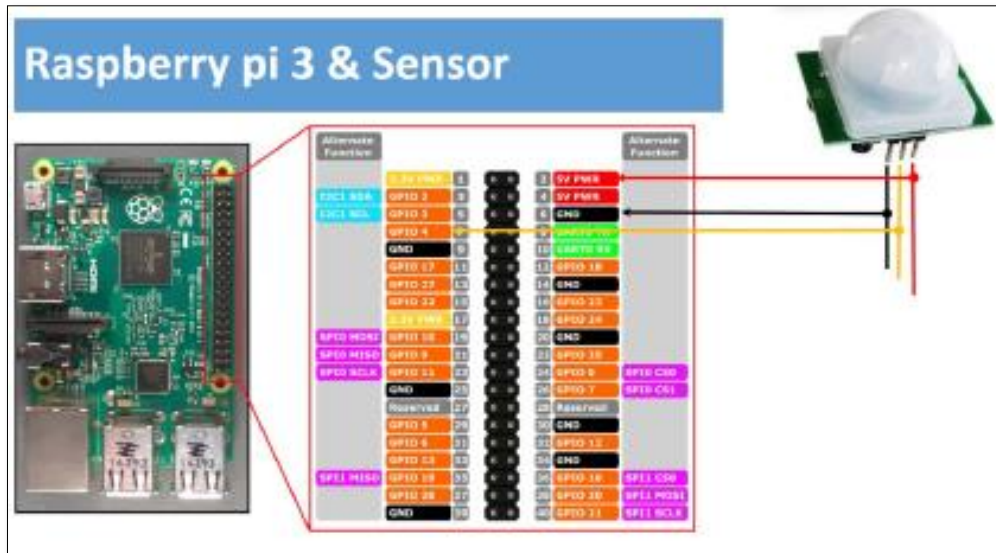 Raspberry pi 3 & Sensor
Alternate Function Alternate Function
3.3V PWR 1 2 5V PWR
I2C1 SDA GPIO 2 3 4 5V PWR
I2C1 SCL GPIO 3 5 6 GND
GPIO 4 UART0 TX
GND 9 10 UART0 RX
GPIO 17 11 12 GPIO 18
GPIO 27 13 14 GND
GPIO 22 15 16 GPIO 23
3.3V PWR 17 18 GPIO 24
SPI0 MOSI GPIO 10 19 20 GND
SPI0 MISO GPIO 9 21 22 GPIO 25
SPI0 SCLK GPIO 11 23 24 GPIO 8 SPI0 CS0
GND 25 26 GPIO 7 SPI0 CS1
Reserved 27 28 Reserved
GPIO 5 29 30 GND
GPIO 6 31 32 GPIO 12
GPIO 13 33 34 GND
SPI1 MISO GPIO 19 35 36 GPIO 16 SPI1 CS0
GPIO 26 37 38 GPIO 20 SPI1 MOSI
GND 39 40 GPIO 21 SPI1 SCLK
HDMI